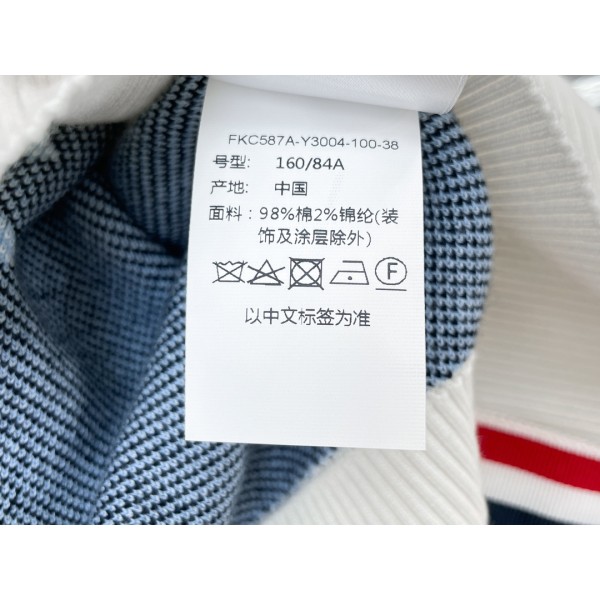 FKC587A-Y3004-100-38
号型: 160/84A
产地: 中国
面料: 98%棉2%锦纶(装
饰及涂层除外)
F
以中文标签为准